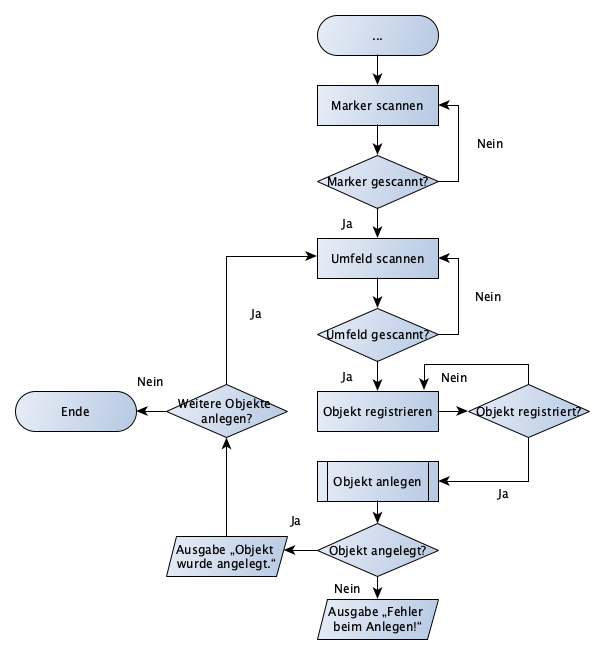 ...
Marker scannen
Nein
Marker gescannt?
Ja
Umfeld scannen
Nein
Ja
Umfeld gescannt?
Ja
Nein
Nein
Ende
Weitere Objekte
anlegen?
Objekt registrieren
Objekt registriert?
Objekt anlegen
Ja
Ja
Ausgabe „Objekt
wurde angelegt.“
Objekt angelegt?
Nein
Ausgabe „Fehler
beim Anlegen!“